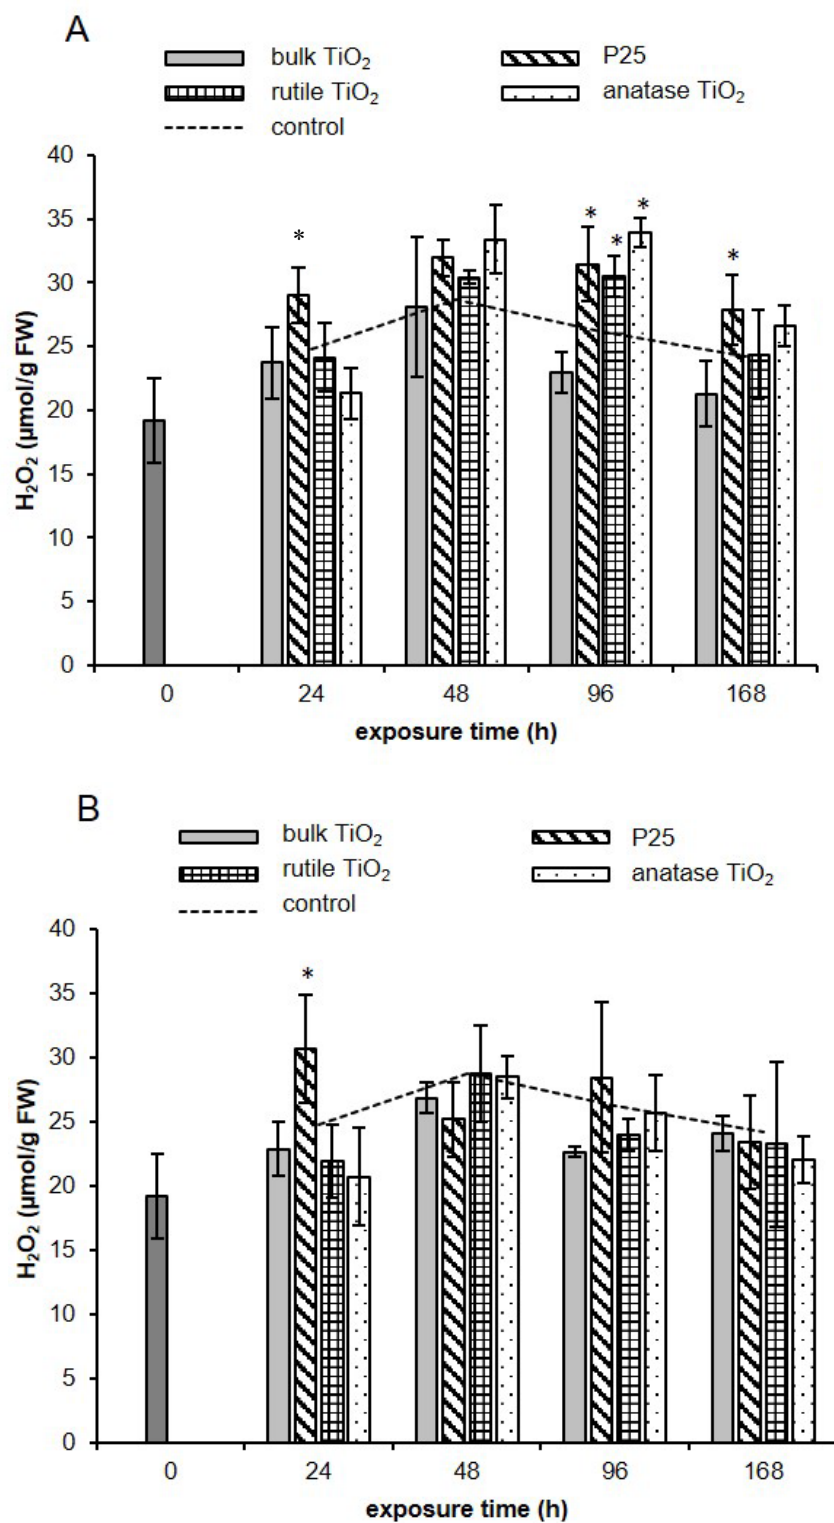 A
bulk TiO₂ P25
rutile TiO₂ anatase TiO₂
control
40
35
30
25
20
15
10
5
0
H₂O₂ (µmol/g FW)
* * * * *
0 24 48 96 168
exposure time (h)
B
bulk TiO₂ P25
rutile TiO₂ anatase TiO₂
control
40
35
30
25
20
15
10
5
0
H₂O₂ (µmol/g FW)
*
0 24 48 96 168
exposure time (h)